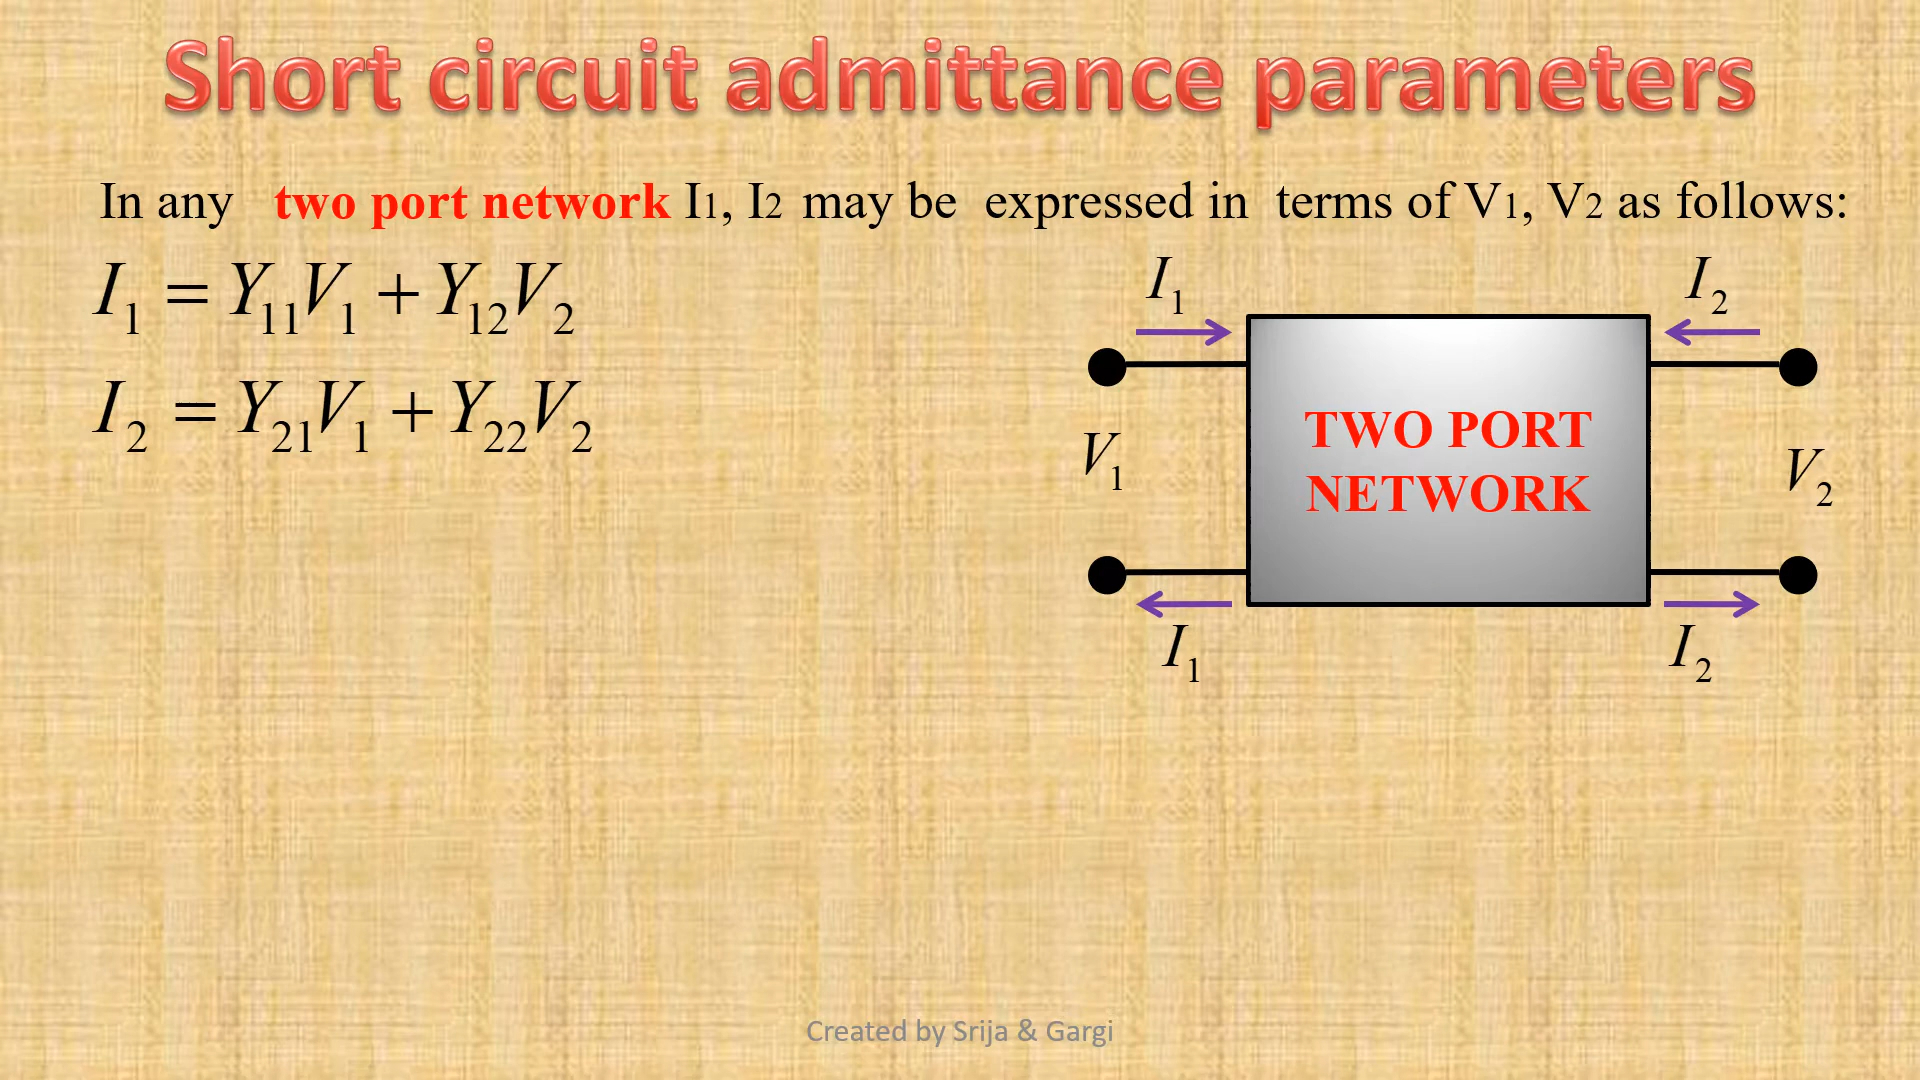 Short circuit admittance parameters
In any two port network I1, I2 may be expressed in terms of V1, V2 as follows:
I1 = Y11V1 + Y12V2
I2 = Y21V1 + Y22V2
I1
I2
TWO PORT
NETWORK
V1
V2
I1
I2
Created by Srija & Gargi